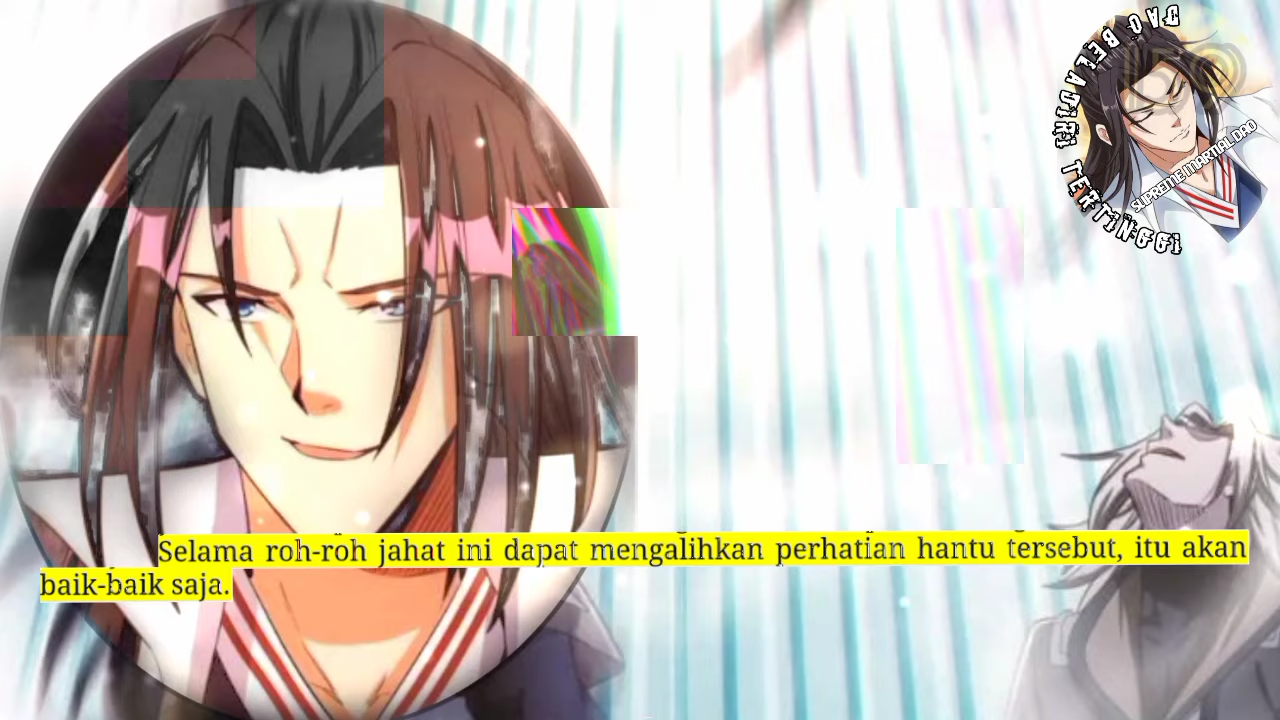 DAO BELADIRI TERTINGGI
SUPREME MARTIAL DAO
Selama roh-roh jahat ini dapat mengalihkan perhatian hantu tersebut, itu akan
baik-baik saja.